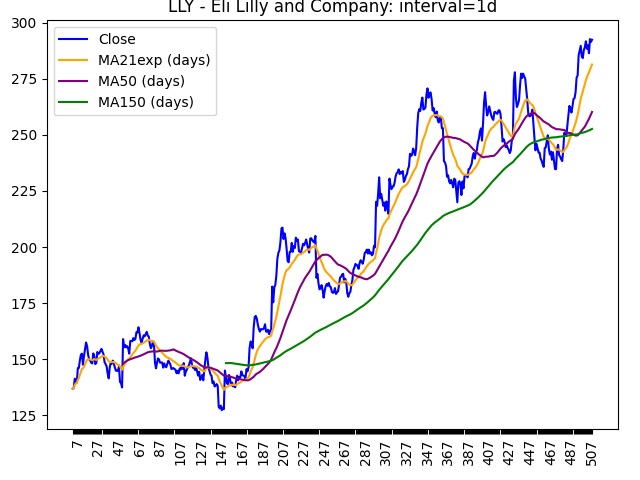 LLY - Eli Lilly and Company: interval=1d
Close
MA21exp (days)
MA50 (days)
MA150 (days)
300
275
250
225
200
175
150
125
7 27 47 67 87 107 127 147 167 187 207 227 247 267 287 307 327 347 367 387 407 427 447 467 487 507